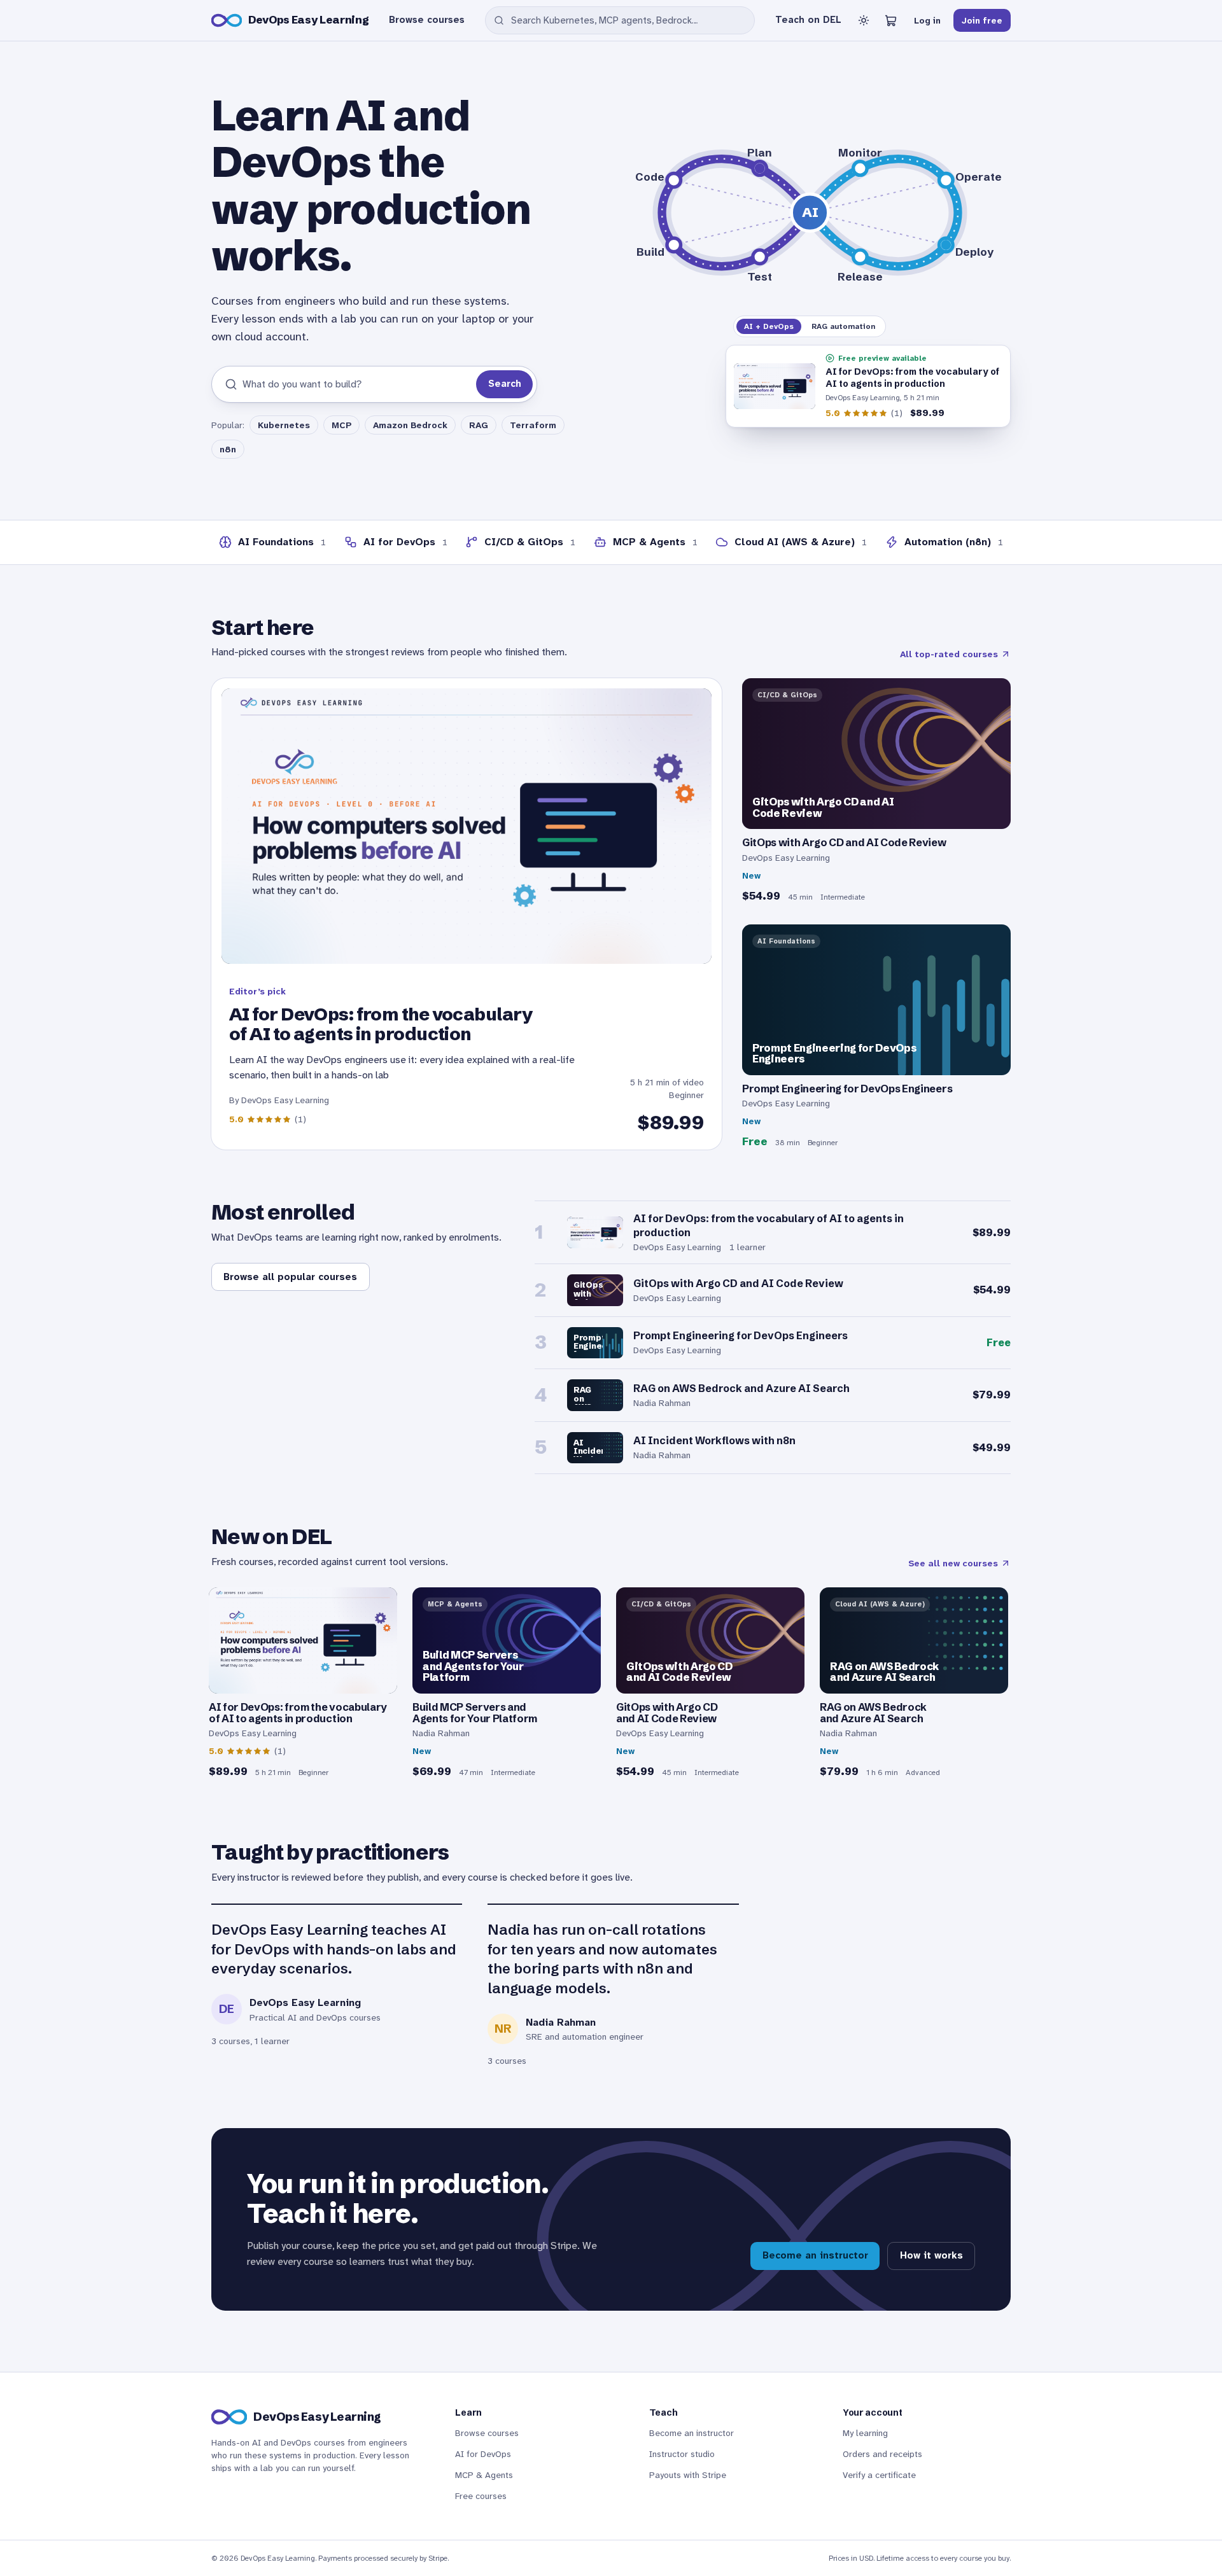 DevOps Easy Learning
Browse courses
Search Kubernetes, MCP agents, Bedrock...
Teach on DEL
Log in
Join free
Learn AI and
DevOps the
way production
works.
Courses from engineers who build and run these systems.
Every lesson ends with a lab you can run on your laptop or your
own cloud account.
What do you want to build?
Search
Popular: Kubernetes MCP Amazon Bedrock RAG Terraform
n8n
Plan
Monitor
Code
Operate
AI
Build
Deploy
Test
Release
AI + DevOps
RAG automation
Free preview available
AI for DevOps: from the vocabulary of
AI to agents in production
DevOps Easy Learning, 5 h 21 min
5.0 ★★★★★ (1) $89.99
How computers solved
problems before AI
AI Foundations 1
AI for DevOps 1
CI/CD & GitOps 1
MCP & Agents 1
Cloud AI (AWS & Azure) 1
Automation (n8n) 1
Start here
Hand-picked courses with the strongest reviews from people who finished them.
All top-rated courses
DEVOPS EASY LEARNING
DEVOPS EASY LEARNING
AI FOR DEVOPS · LEVEL 0 · BEFORE AI
How computers solved
problems before AI
Rules written by people: what they do well, and
what they can't do.
Editor's pick
AI for DevOps: from the vocabulary
of AI to agents in production
Learn AI the way DevOps engineers use it: every idea explained with a real-life
scenario, then built in a hands-on lab
By DevOps Easy Learning
5.0 ★★★★★ (1)
5 h 21 min of video
Beginner
$89.99
CI/CD & GitOps
GitOps with Argo CD and AI
Code Review
GitOps with Argo CD and AI Code Review
DevOps Easy Learning
New
$54.99 45 min Intermediate
AI Foundations
Prompt Engineering for DevOps
Engineers
Prompt Engineering for DevOps Engineers
DevOps Easy Learning
New
Free 38 min Beginner
Most enrolled
What DevOps teams are learning right now, ranked by enrolments.
Browse all popular courses
1
AI for DevOps: from the vocabulary of AI to agents in
production
DevOps Easy Learning 1 learner
$89.99
2
GitOps
with
GitOps with Argo CD and AI Code Review
DevOps Easy Learning
$54.99
3
Prompt Engineering for DevOps Engineers
DevOps Easy Learning
Free
4
RAG
on
RAG on AWS Bedrock and Azure AI Search
Nadia Rahman
$79.99
5
AI
AI Incident Workflows with n8n
Nadia Rahman
$49.99
New on DEL
Fresh courses, recorded against current tool versions.
See all new courses
DEVOPS EASY LEARNING
How computers solved
problems before AI
Rules written by people: what they do well, and
what they can't do.
AI for DevOps: from the vocabulary
of AI to agents in production
DevOps Easy Learning
5.0 ★★★★★ (1)
$89.99 5 h 21 min Beginner
MCP & Agents
Build MCP Servers
and Agents for Your
Platform
Build MCP Servers and
Agents for Your Platform
Nadia Rahman
New
$69.99 47 min Intermediate
CI/CD & GitOps
GitOps with Argo CD
and AI Code Review
GitOps with Argo CD
and AI Code Review
DevOps Easy Learning
New
$54.99 45 min Intermediate
Cloud AI (AWS & Azure)
RAG on AWS Bedrock
and Azure AI Search
RAG on AWS Bedrock
and Azure AI Search
Nadia Rahman
New
$79.99 1 h 6 min Advanced
Taught by practitioners
Every instructor is reviewed before they publish, and every course is checked before it goes live.
DevOps Easy Learning teaches AI
for DevOps with hands-on labs and
everyday scenarios.
DE
DevOps Easy Learning
Practical AI and DevOps courses
3 courses, 1 learner
Nadia has run on-call rotations
for ten years and now automates
the boring parts with n8n and
language models.
NR
Nadia Rahman
SRE and automation engineer
3 courses
You run it in production.
Teach it here.
Publish your course, keep the price you set, and get paid out through Stripe. We
review every course so learners trust what they buy.
Become an instructor
How it works
DevOps Easy Learning
Hands-on AI and DevOps courses from engineers
who run these systems in production. Every lesson
ships with a lab you can run yourself.
Learn
Browse courses
AI for DevOps
MCP & Agents
Free courses
Teach
Become an instructor
Instructor studio
Payouts with Stripe
Your account
My learning
Orders and receipts
Verify a certificate
© 2026 DevOps Easy Learning. Payments processed securely by Stripe.
Prices in USD. Lifetime access to every course you buy.